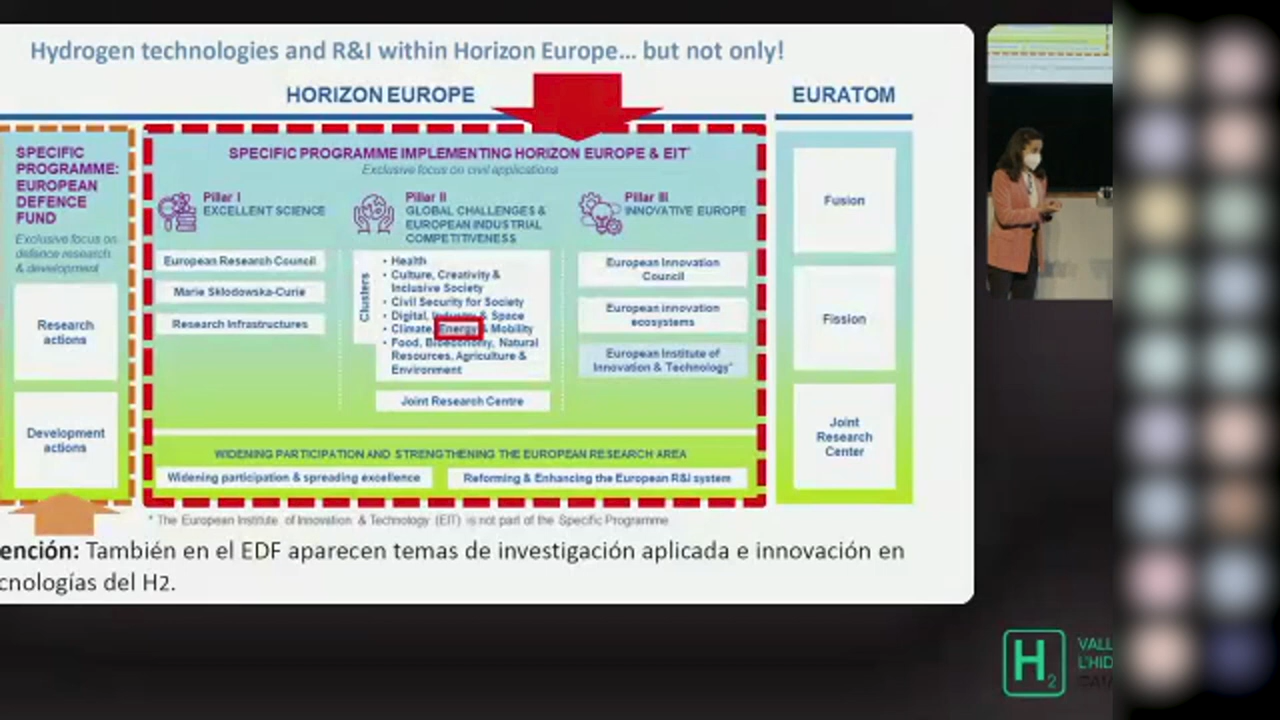 Hydrogen technologies and R&I within Horizon Europe... but not only!
HORIZON EUROPE
EURATOM
SPECIFIC
PROGRAMME:
EUROPEAN
DEFENCE
FUND
Exclusive focus on
defence research
& development
Research
actions
Development
actions
SPECIFIC PROGRAMME IMPLEMENTING HORIZON EUROPE & EIT*
Exclusive focus on civil applications
Pillar I
EXCELLENT SCIENCE
European Research Council
Marie Skłodowska-Curie
Research Infrastructures
Pillar II
GLOBAL CHALLENGES &
EUROPEAN INDUSTRIAL
COMPETITIVENESS
Clusters
• Health
• Culture, Creativity &
Inclusive Society
• Civil Security for Society
• Digital, Industry & Space
• Climate, Energy & Mobility
• Food, Bioeconomy, Natural
Resources, Agriculture &
Environment
Joint Research Centre
Pillar III
INNOVATIVE EUROPE
European Innovation
Council
European innovation
ecosystems
European Institute of
Innovation & Technology*
WIDENING PARTICIPATION AND STRENGTHENING THE EUROPEAN RESEARCH AREA
Widening participation & spreading excellence
Reforming & Enhancing the European R&I system
Fusion
Fission
Joint
Research
Center
* The European Institute of Innovation & Technology (EIT) is not part of the Specific Programme
ención: También en el EDF aparecen temas de investigación aplicada e innovación en
cnologías del H2.
H2
VALL
L'HID